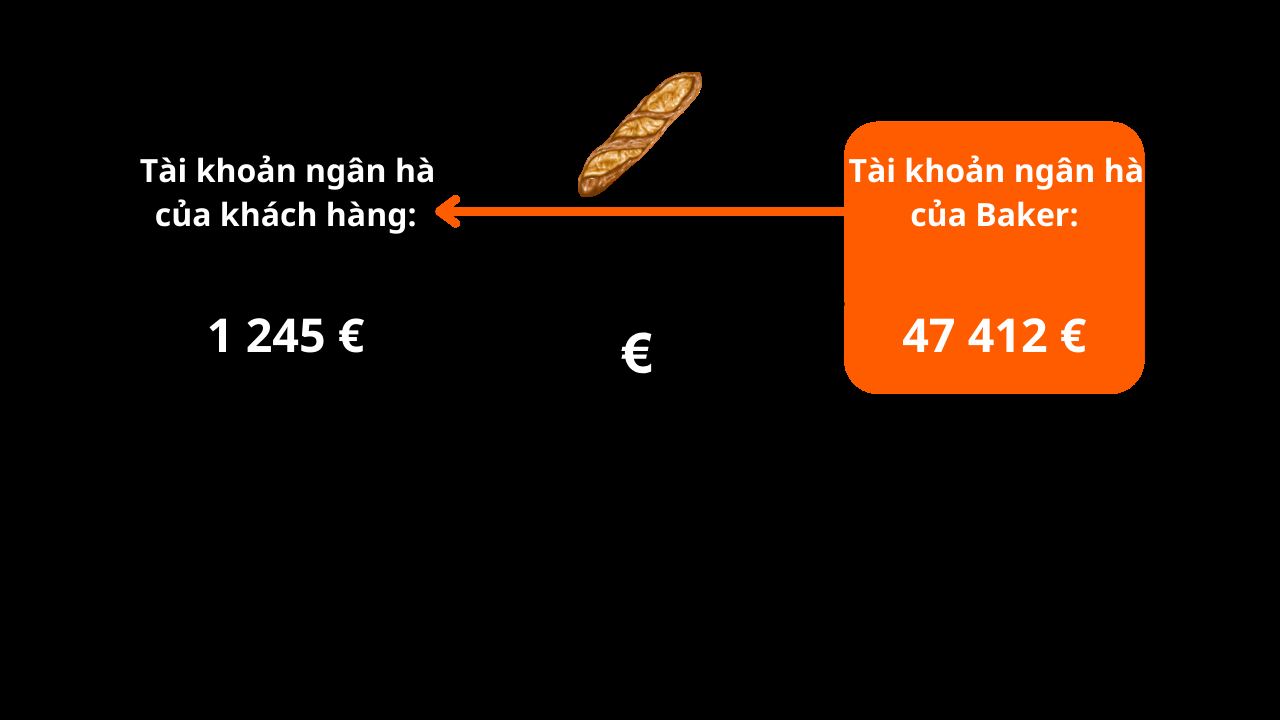 Tài khoản ngân hà
của khách hàng:
1 245 €
€
Tài khoản ngân hà
của Baker:
47 412 €